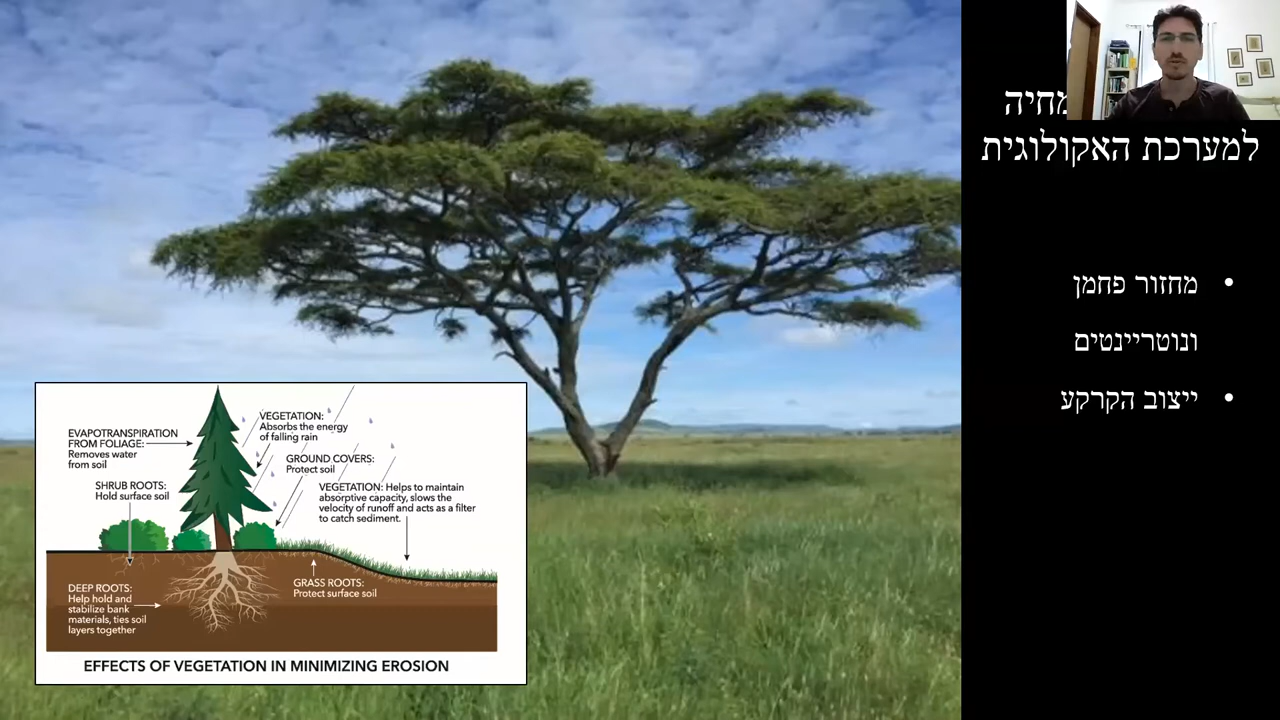 מחיה
למערכת האקולוגית
• מחזור פחמן
ונוטריינטים
• ייצוב הקרקע
EVAPOTRANSPIRATION
FROM FOLIAGE:
Removes water
from soil
VEGETATION:
Absorbs the energy
of falling rain
GROUND COVERS:
Protect soil
SHRUB ROOTS:
Hold surface soil
VEGETATION: Helps to maintain
absorptive capacity, slows the
velocity of runoff and acts as a filter
to catch sediment.
DEEP ROOTS:
Help hold and
stabilize bank
materials, ties soil
layers together
GRASS ROOTS:
Protect surface soil
EFFECTS OF VEGETATION IN MINIMIZING EROSION